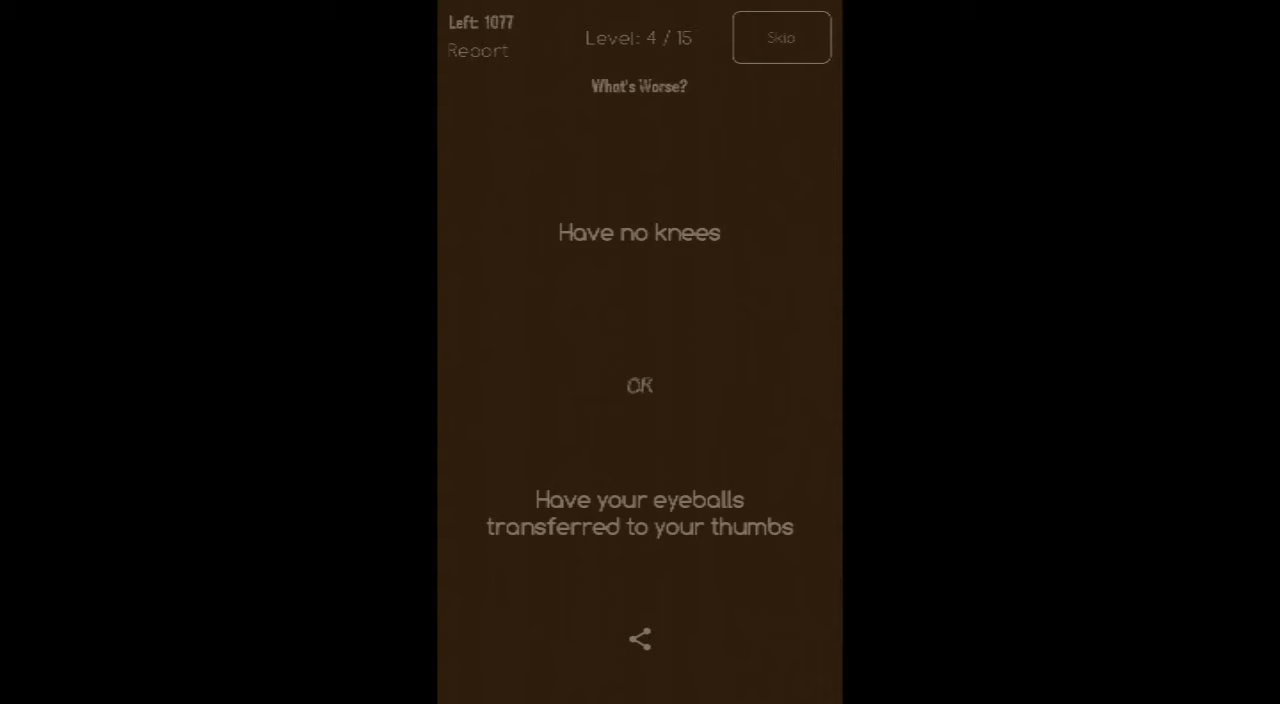 Left: 1077
Report
Level: 4 / 15
Skip
What's Worse?
Have no knees
OR
Have your eyeballs
transferred to your thumbs